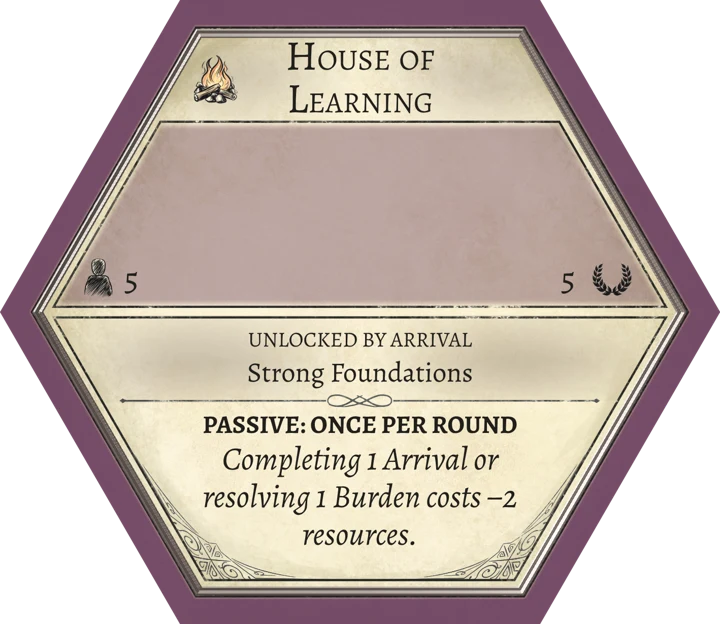 House of
Learning
5
5
UNLOCKED BY ARRIVAL
Strong Foundations
PASSIVE: ONCE PER ROUND
Completing 1 Arrival or
resolving 1 Burden costs –2
resources.